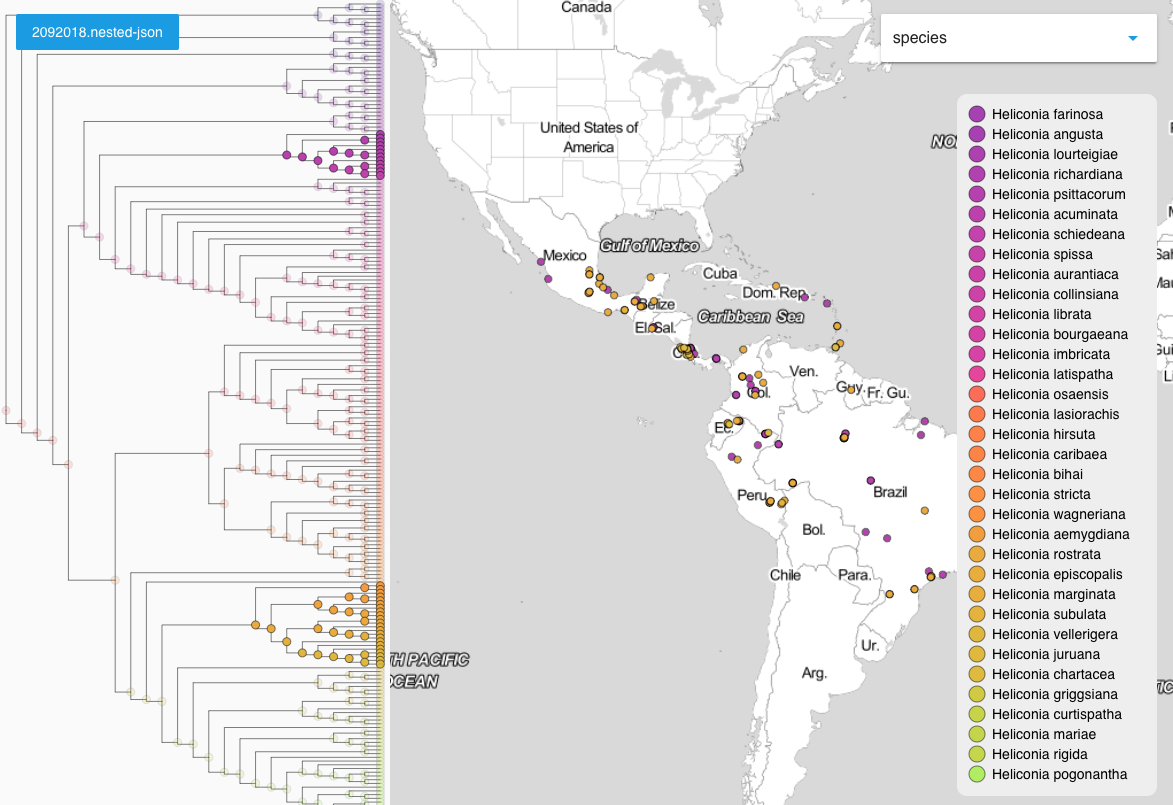 2092018.nested-json
species
Canada
United States of
America
Gulf of Mexico
Mexico
Cuba
Dom. Rep.
Belize
Caribbean Sea
El Sal.
Ven.
Guy.
Fr. Gu.
Col.
Ec.
Brazil
Peru
Bol.
Chile
Para.
Ur.
Arg.
TH PACIFIC
OCEAN
Heliconia farinosa
Heliconia angusta
Heliconia lourteigiae
Heliconia richardiana
Heliconia psittacorum
Heliconia acuminata
Heliconia schiedeana
Heliconia spissa
Heliconia aurantiaca
Heliconia collinsiana
Heliconia librata
Heliconia bourgaeana
Heliconia imbricata
Heliconia latispatha
Heliconia osaensis
Heliconia lasiorachis
Heliconia hirsuta
Heliconia caribaea
Heliconia bihai
Heliconia stricta
Heliconia wagneriana
Heliconia aemygdiana
Heliconia rostrata
Heliconia episcopalis
Heliconia marginata
Heliconia subulata
Heliconia vellerigera
Heliconia juruana
Heliconia chartacea
Heliconia griggsiana
Heliconia curtispatha
Heliconia mariae
Heliconia rigida
Heliconia pogonantha